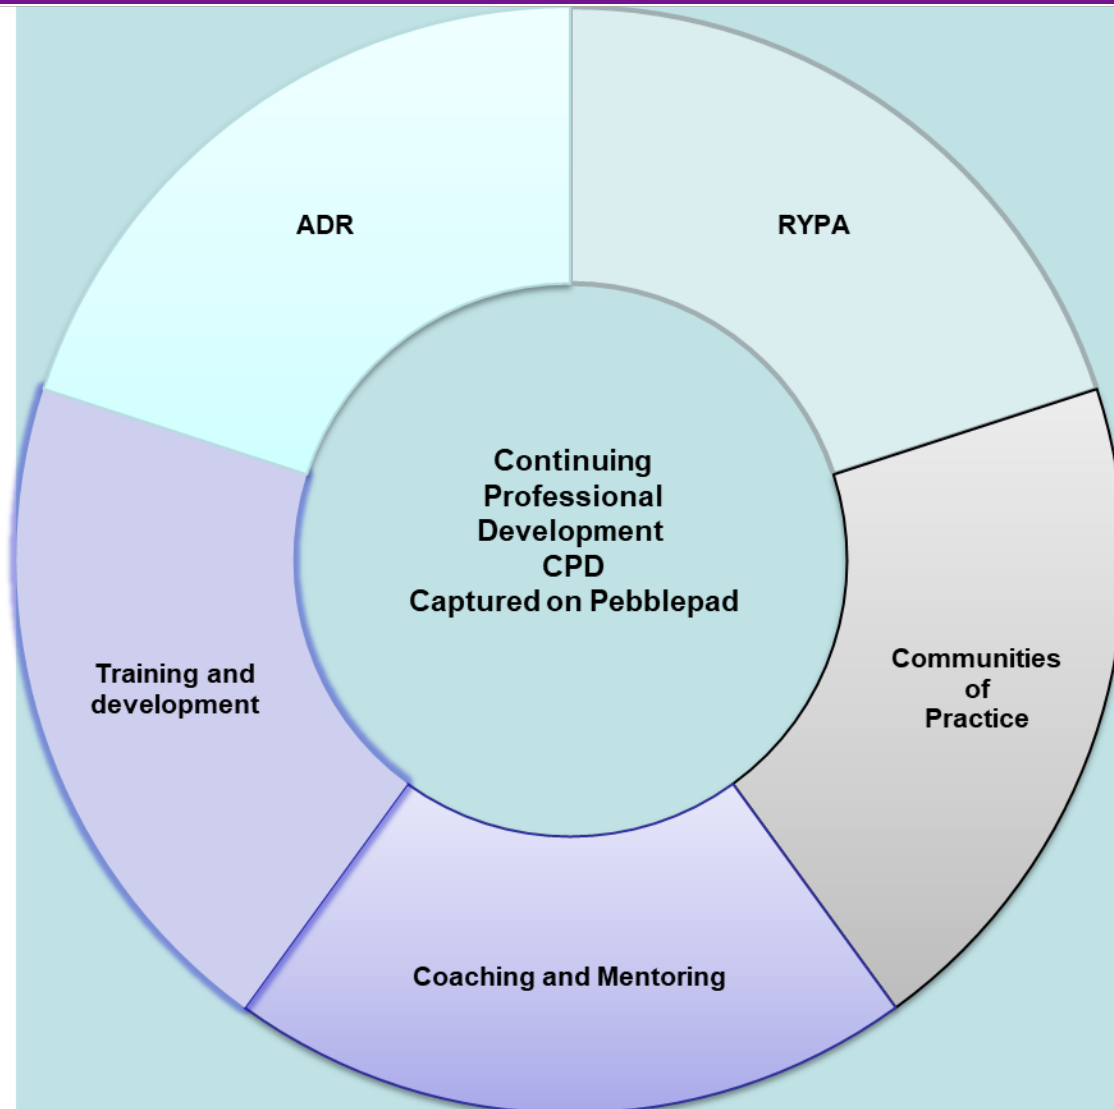 ADR
RYPA
Continuing
Professional
Development
CPD
Captured on Pebblepad
Training and
development
Communities
of
Practice
Coaching and Mentoring